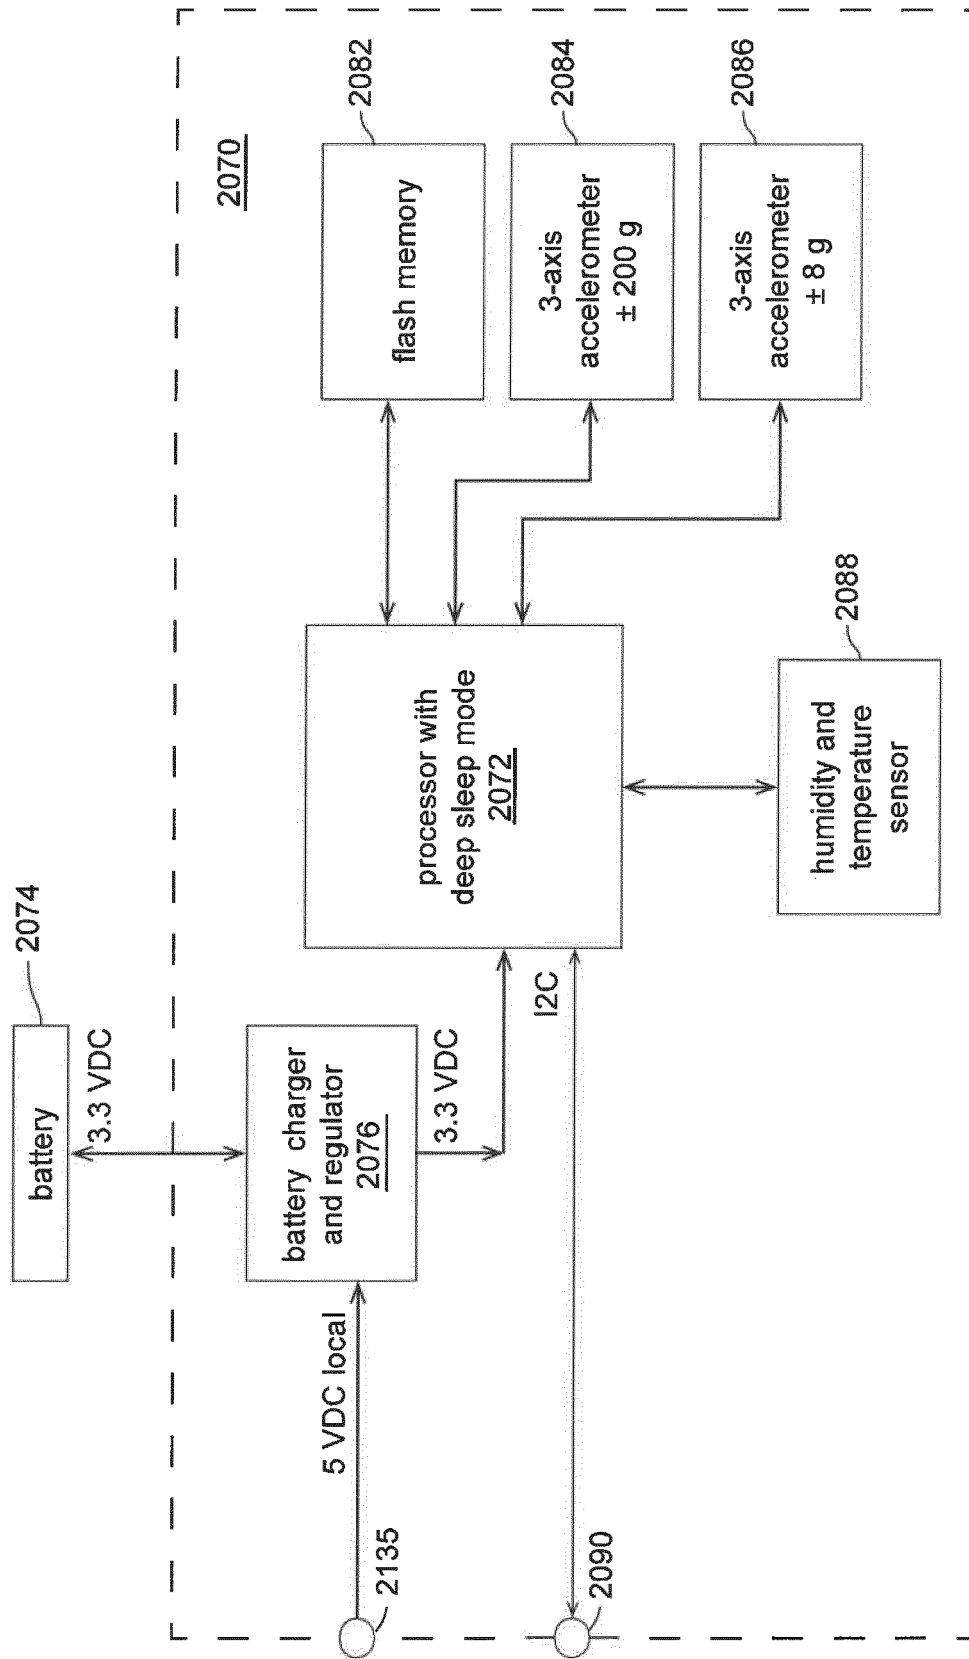 2070
battery
2074
3.3 VDC
battery charger
and regulator
2076
3.3 VDC
5 VDC local
2135
I2C
2090
processor with
deep sleep mode
2072
flash memory
2082
3-axis
accelerometer
± 200 g
2084
3-axis
accelerometer
± 8 g
2086
humidity and
temperature
sensor
2088